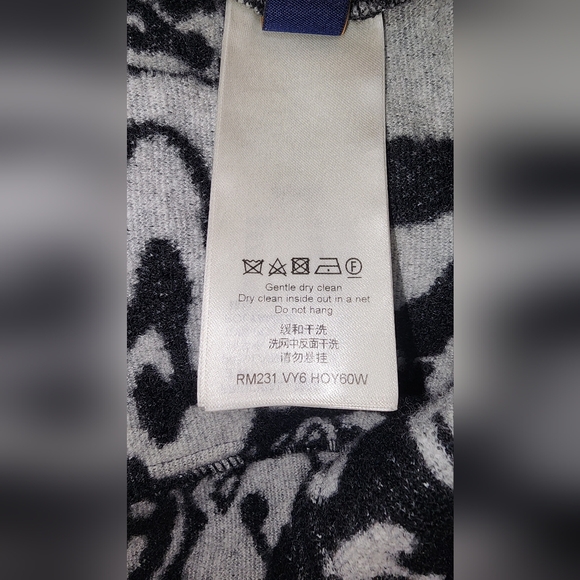 F
Gentle dry clean
Dry clean inside out in a net
Do not hang
缓和干洗
洗网中反面干洗
请勿悬挂
RM231 VY6 HOY60W